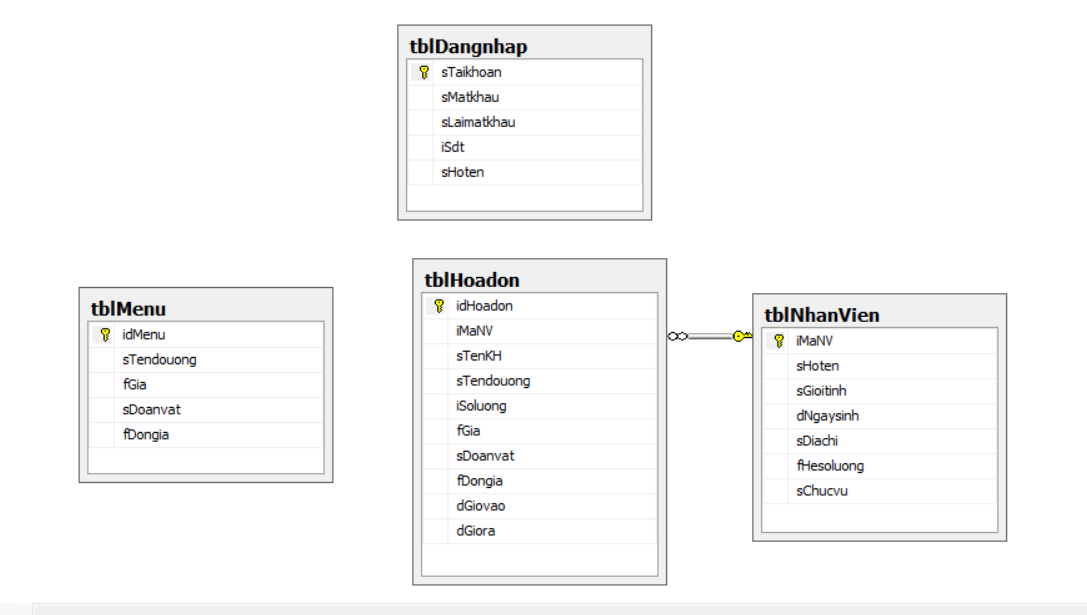 tblDangnhap
sTaikhoan
sMatkhau
sLaimatkhau
iSdt
sHoten
tblMenu
idMenu
sTendouong
fGia
sDoanvat
fDongia
tblHoadon
idHoadon
iMaNV
sTenKH
sTendouong
iSoluong
fGia
sDoanvat
fDongia
dGiovao
dGiora
tblNhanVien
iMaNV
sHoten
sGioitinh
dNgaysinh
sDiachi
fHesoluong
sChucvu